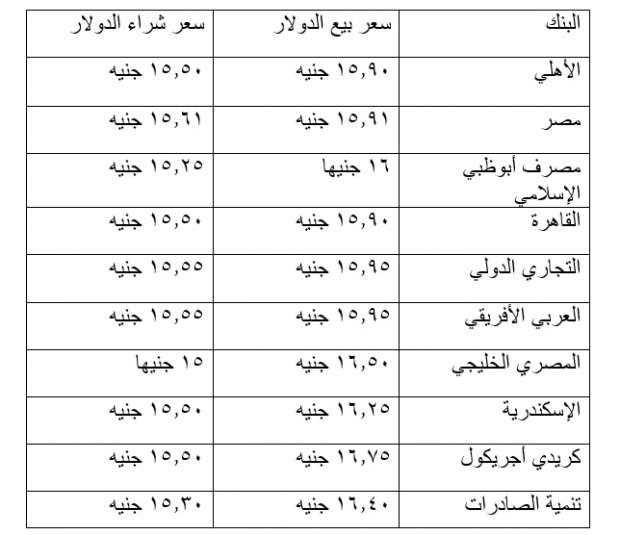 البنك سعر بيع الدولار سعر شراء الدولار
الأهلي ١٥,٩٠ جنيه ١٥,٥٠ جنيه
مصر ١٥,٩١ جنيه ١٥,٦١ جنيه
مصرف أبوظبي ١٦ جنيها ١٥,٢٥ جنيه
الإسلامي
القاهرة ١٥,٩٠ جنيه ١٥,٥٠ جنيه
التجاري الدولي ١٥,٩٥ جنيه ١٥,٥٥ جنيه
العربي الأفريقي ١٥,٩٥ جنيه ١٥,٥٥ جنيه
المصري الخليجي ١٦,٥٠ جنيه ١٥ جنيها
الإسكندرية ١٦,٢٥ جنيه ١٥,٥٠ جنيه
كريدي أجريكول ١٦,٧٥ جنيه ١٥,٥٠ جنيه
تنمية الصادرات ١٦,٤٠ جنيه ١٥,٣٠ جنيه